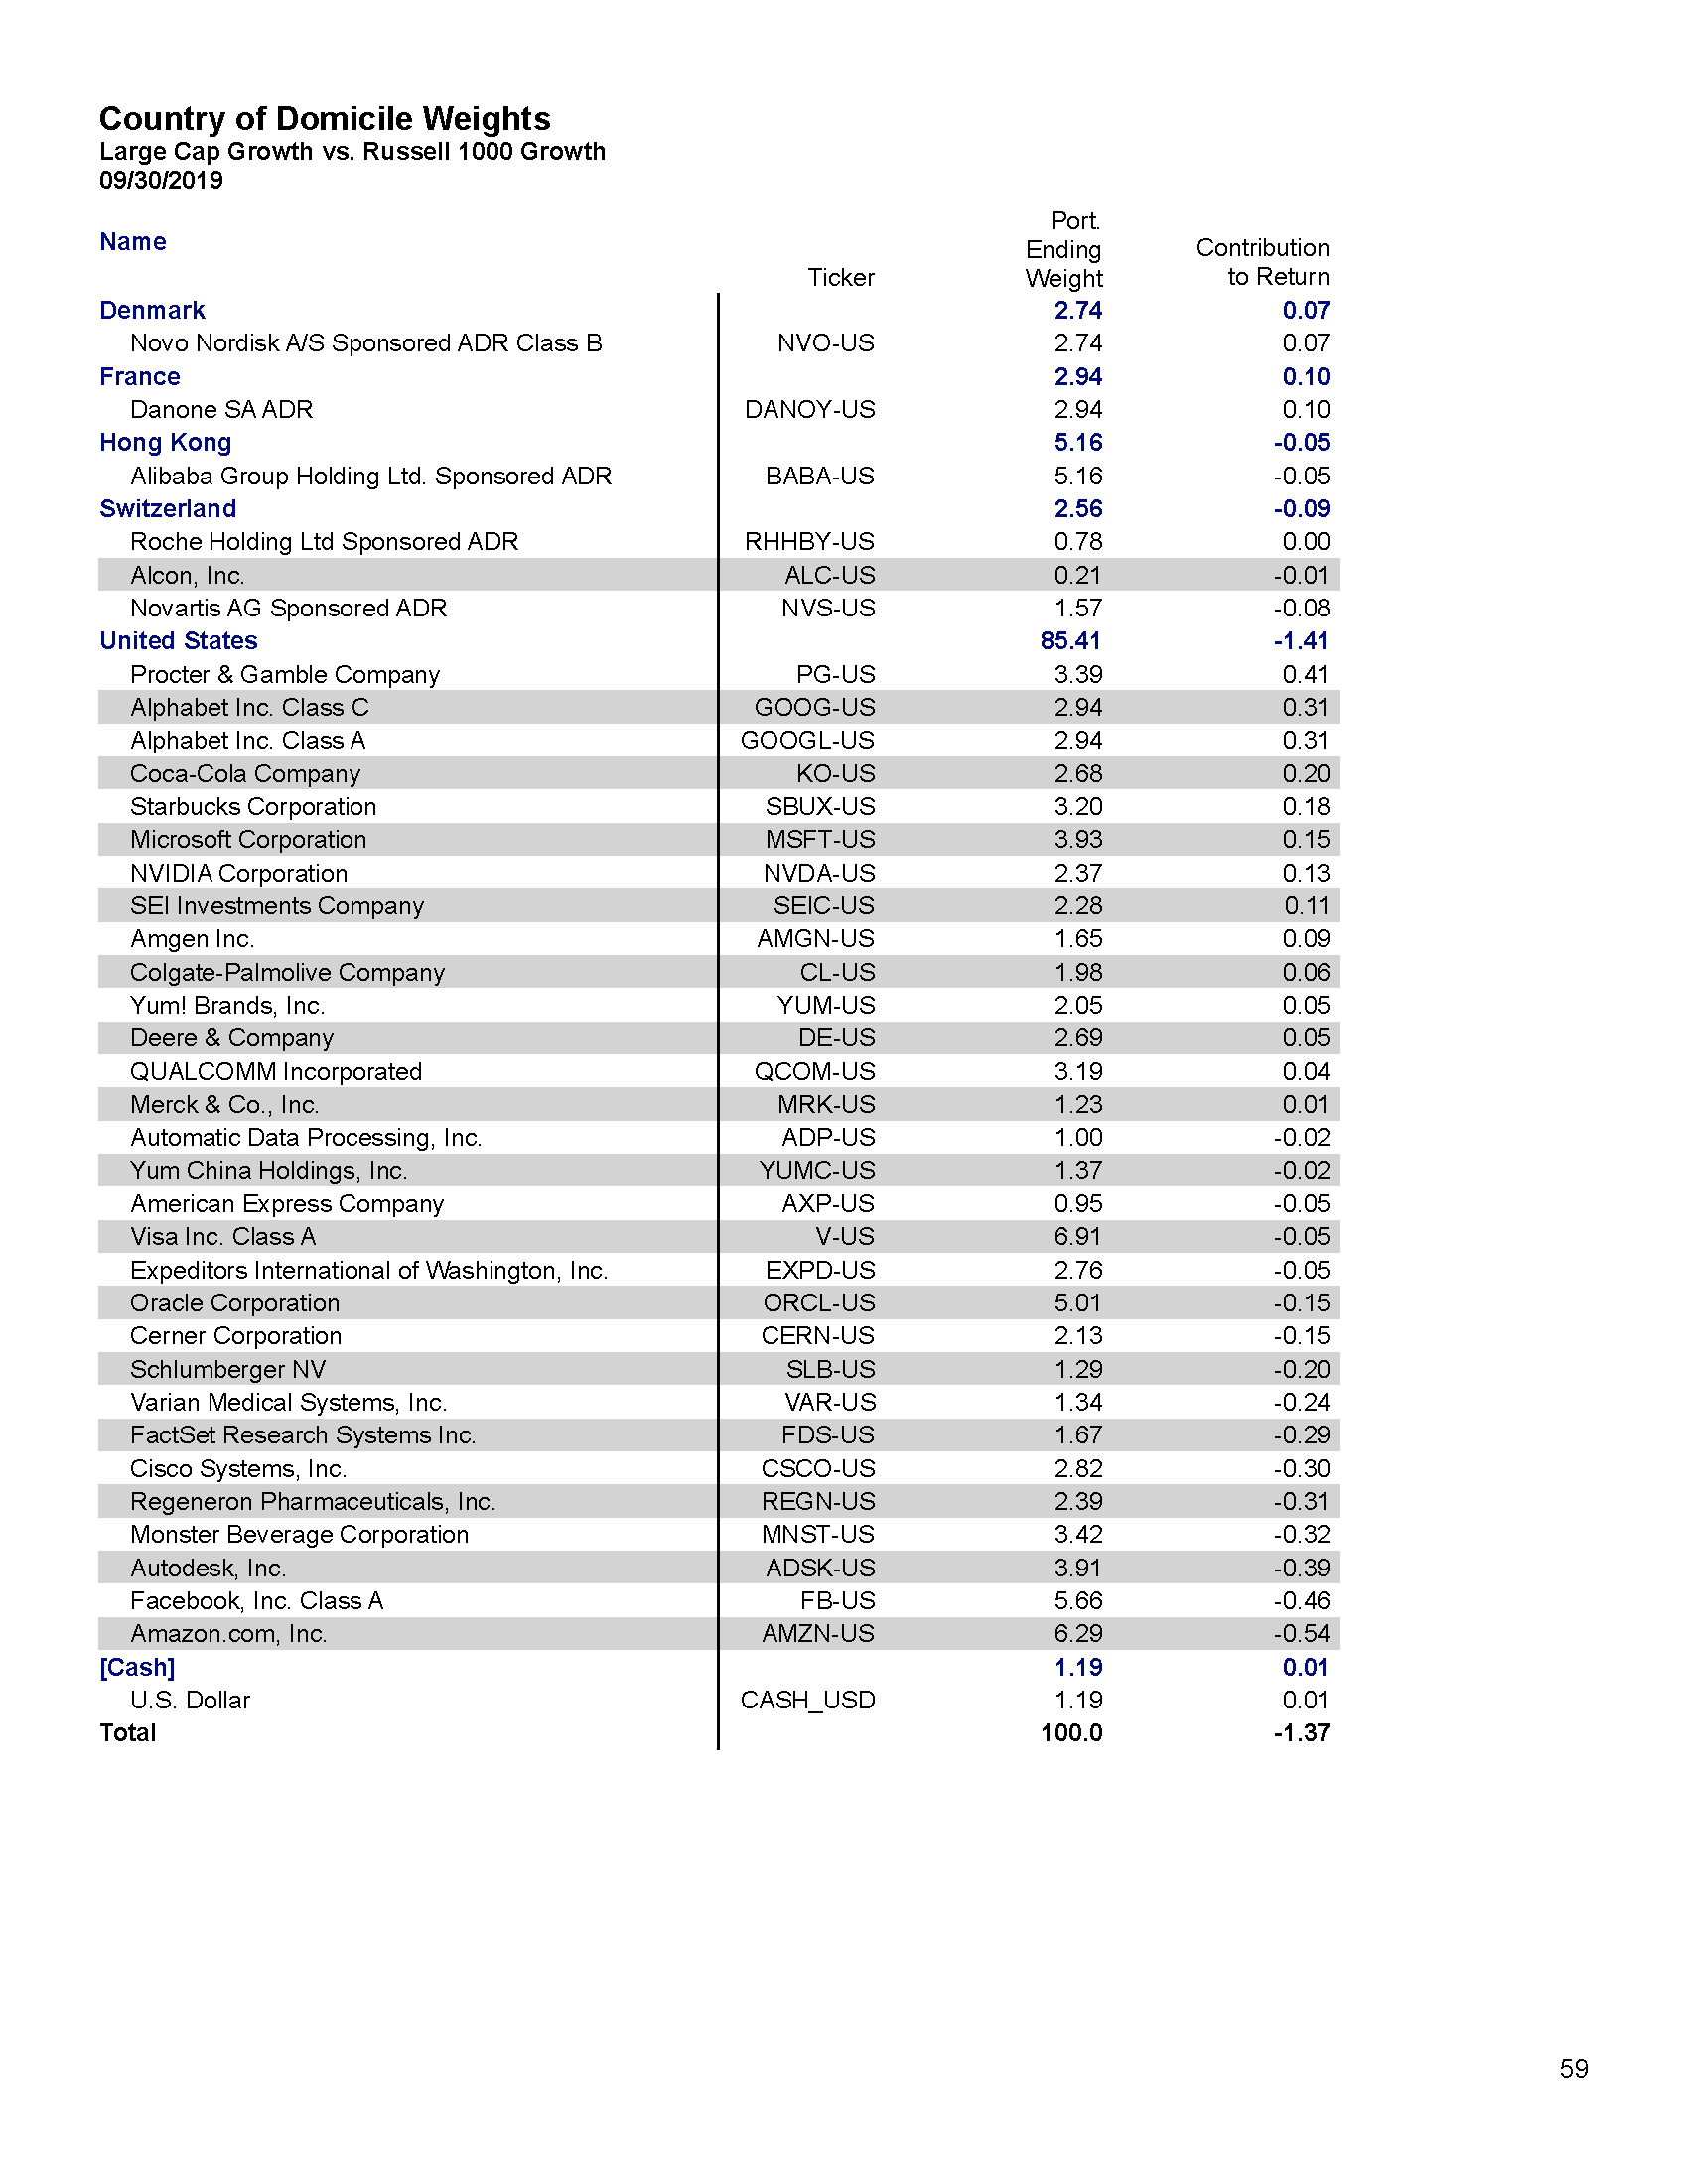 Country of Domicile Weights
Large Cap Growth vs. Russell 1000 Growth
09/30/2019
Name Ticker Port. Ending Weight Contribution to Return
Denmark 2.74 0.07
Novo Nordisk A/S Sponsored ADR Class B NVO-US 2.74 0.07
France 2.94 0.10
Danone SA ADR DANOY-US 2.94 0.10
Hong Kong 5.16 -0.05
Alibaba Group Holding Ltd. Sponsored ADR BABA-US 5.16 -0.05
Switzerland 2.56 -0.09
Roche Holding Ltd Sponsored ADR RHHBY-US 0.78 0.00
Alcon, Inc. ALC-US 0.21 -0.01
Novartis AG Sponsored ADR NVS-US 1.57 -0.08
United States 85.41 -1.41
Procter & Gamble Company PG-US 3.39 0.41
Alphabet Inc. Class C GOOG-US 2.94 0.31
Alphabet Inc. Class A GOOGL-US 2.94 0.31
Coca-Cola Company KO-US 2.68 0.20
Starbucks Corporation SBUX-US 3.20 0.18
Microsoft Corporation MSFT-US 3.93 0.15
NVIDIA Corporation NVDA-US 2.37 0.13
SEI Investments Company SEIC-US 2.28 0.11
Amgen Inc. AMGN-US 1.65 0.09
Colgate-Palmolive Company CL-US 1.98 0.06
Yum! Brands, Inc. YUM-US 2.05 0.05
Deere & Company DE-US 2.69 0.05
QUALCOMM Incorporated QCOM-US 3.19 0.04
Merck & Co., Inc. MRK-US 1.23 0.01
Automatic Data Processing, Inc. ADP-US 1.00 -0.02
Yum China Holdings, Inc. YUMC-US 1.37 -0.02
American Express Company AXP-US 0.95 -0.05
Visa Inc. Class A V-US 6.91 -0.05
Expeditors International of Washington, Inc. EXPD-US 2.76 -0.05
Oracle Corporation ORCL-US 5.01 -0.15
Cerner Corporation CERN-US 2.13 -0.15
Schlumberger NV SLB-US 1.29 -0.20
Varian Medical Systems, Inc. VAR-US 1.34 -0.24
FactSet Research Systems Inc. FDS-US 1.67 -0.29
Cisco Systems, Inc. CSCO-US 2.82 -0.30
Regeneron Pharmaceuticals, Inc. REGN-US 2.39 -0.31
Monster Beverage Corporation MNST-US 3.42 -0.32
Autodesk, Inc. ADSK-US 3.91 -0.39
Facebook, Inc. Class A FB-US 5.66 -0.46
Amazon.com, Inc. AMZN-US 6.29 -0.54
[Cash] 1.19 0.01
U.S. Dollar CASH_USD 1.19 0.01
Total 100.0 -1.37
59